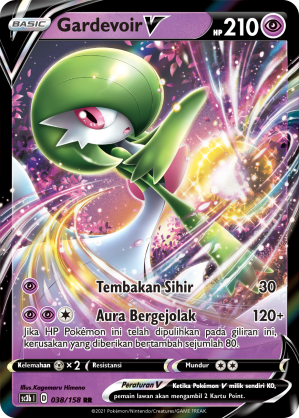 BASIC
Gardevoir V
HP 210
Tembakan Sihir 30
Aura Bergejolak 120+
Jika HP Pokémon ini telah dipulihkan pada giliran ini,
kerusakan yang diberikan bertambah sejumlah 80.
Kelemahan ×2 Resistansi Mundur
Illus. Kagemaru Himeno
Peraturan V
Ketika Pokémon V milik sendiri KO,
pemain lawan akan mengambil 2 Kartu Point.
sc3b I D 038/158 RR
©2021 Pokémon/Nintendo/Creatures/GAME FREAK.